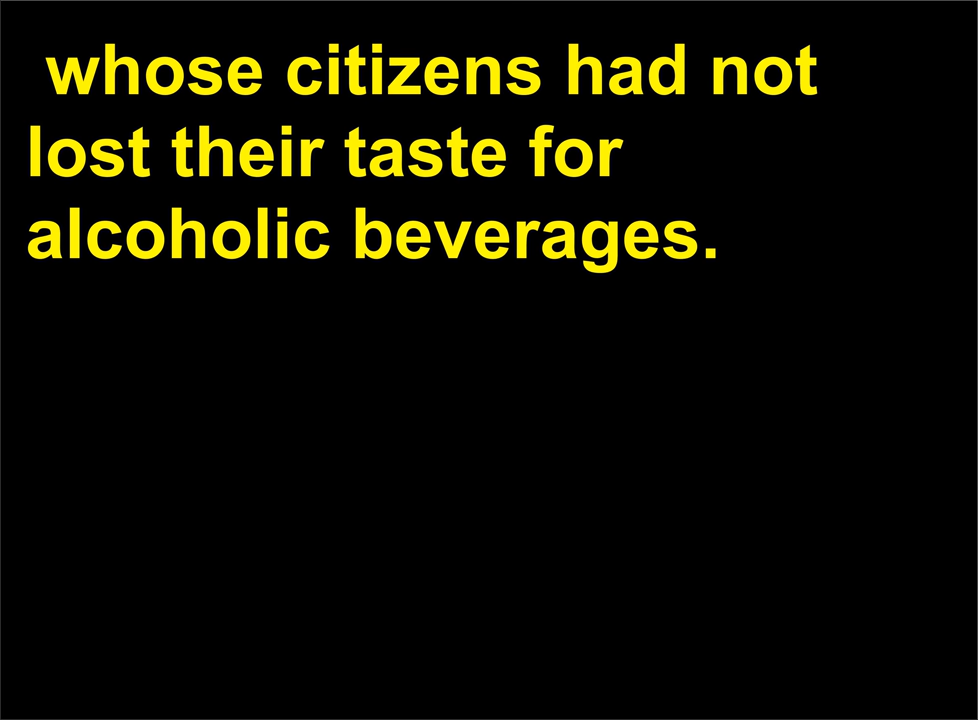 whose citizens had not
lost their taste for
alcoholic beverages.